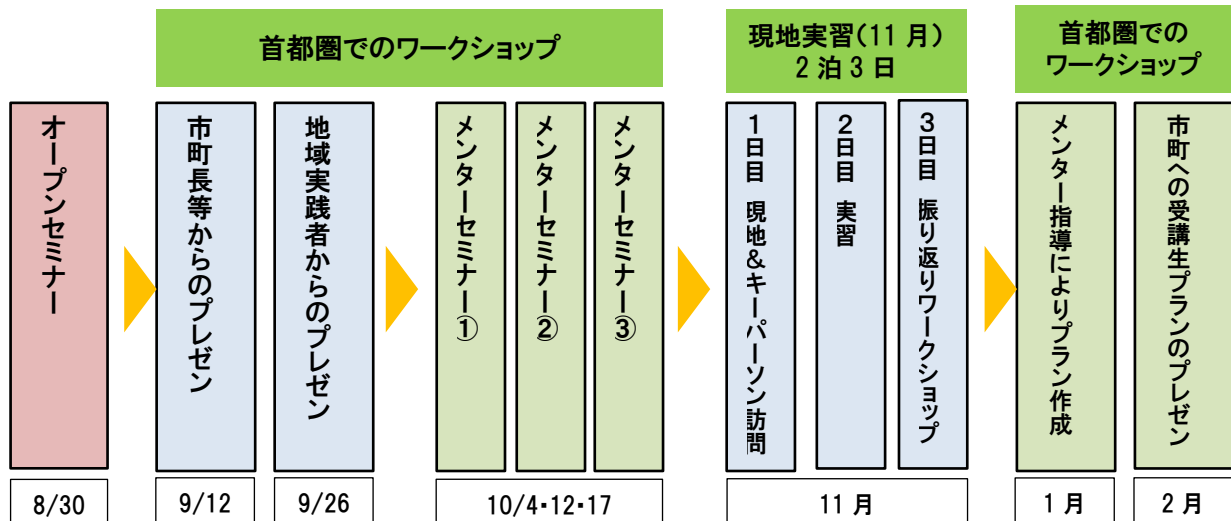 首都圏でのワークショップ
現地実習(11月)
2泊3日
首都圏での
ワークショップ
オープンセミナー
市町長等からのプレゼン
地域実践者からのプレゼン
メンターセミナー①
メンターセミナー②
メンターセミナー③
1日目 現地&キーパーソン訪問
2日目 実習
3日目 振り返りワークショップ
メンター指導によりプラン作成
市町への受講生プランのプレゼン
8/30
9/12
9/26
10/4・12・17
11月
1月
2月